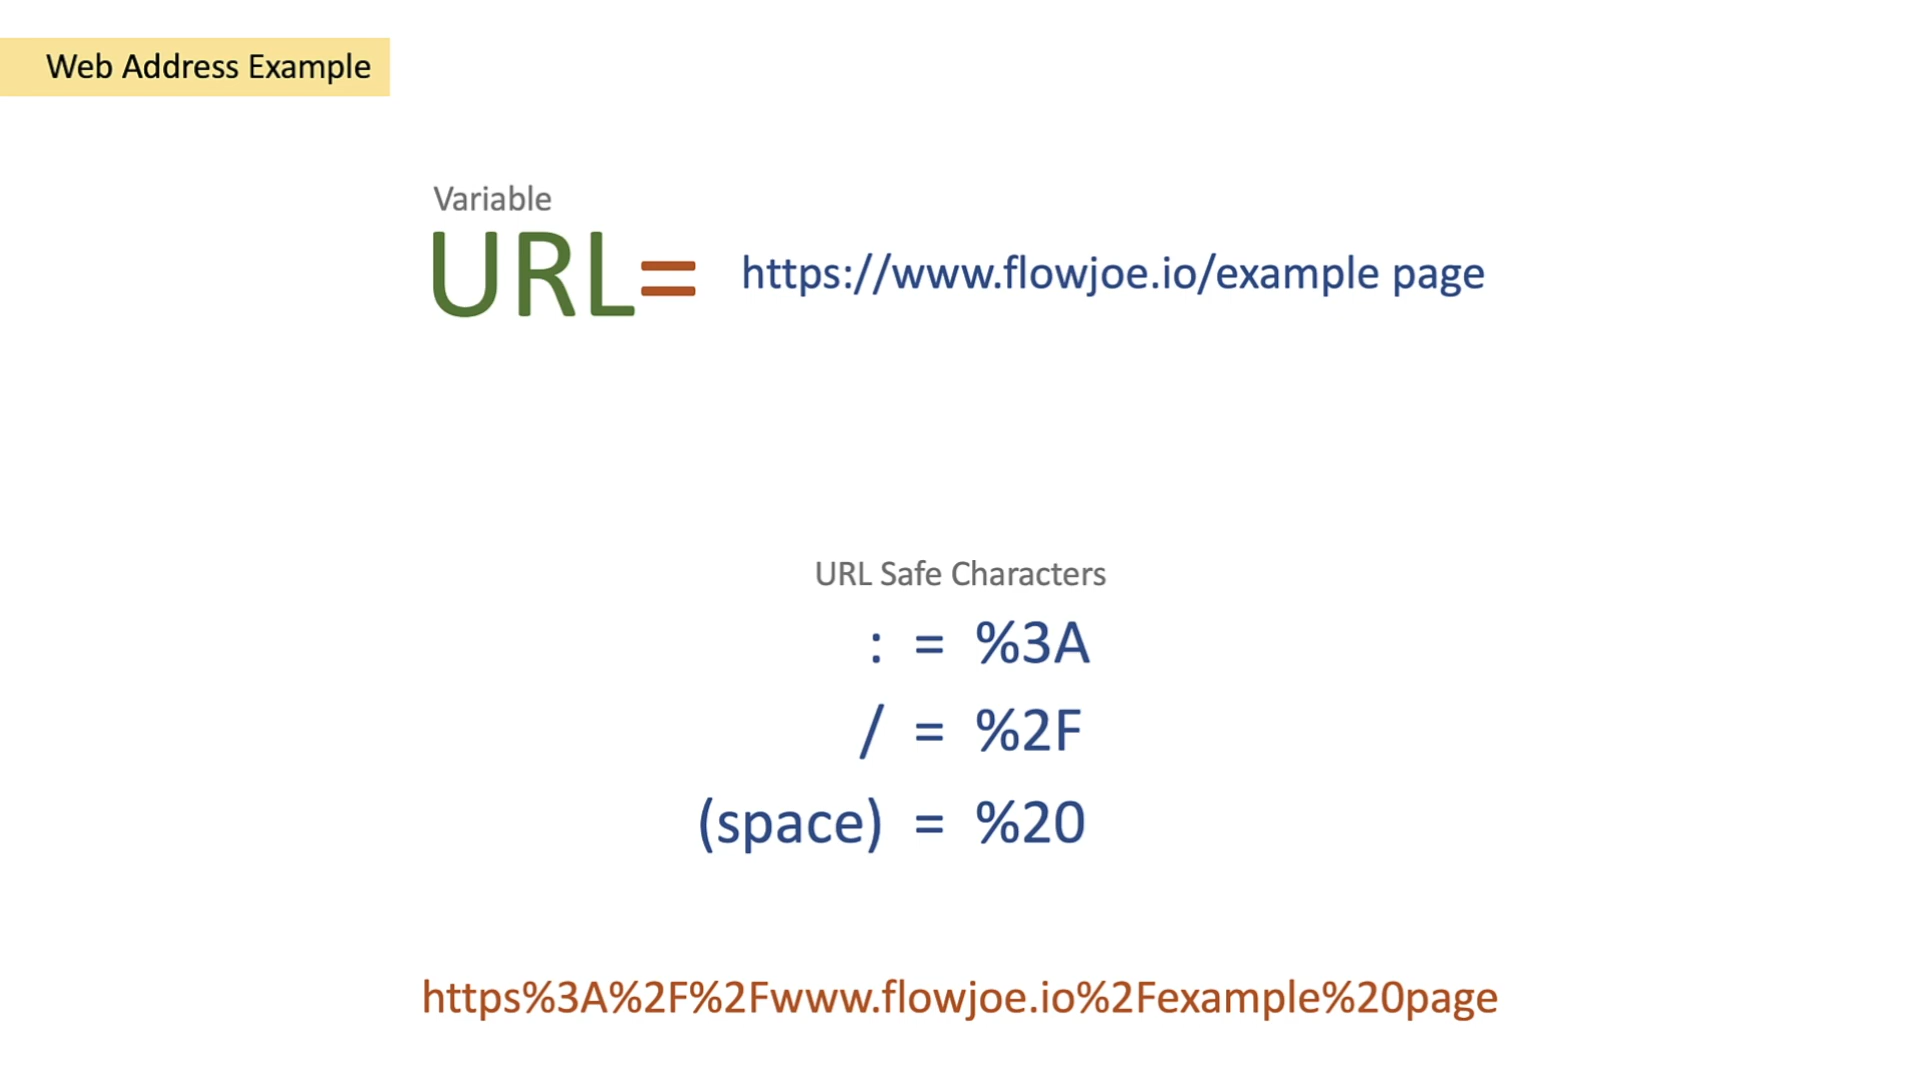 Web Address Example
Variable
URL= https://www.flowjoe.io/example page
URL Safe Characters
: = %3A
/ = %2F
(space) = %20
https%3A%2F%2Fwww.flowjoe.io%2Fexample%20page